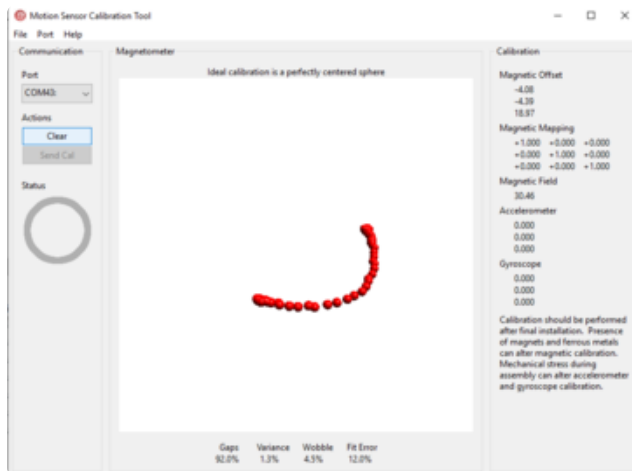 Motion Sensor Calibration Tool
File Port Help
Communication
Port
COM43:
Actions
Clear
Send Cal
Status
Magnetometer
Ideal calibration is a perfectly centered sphere
Gaps Variance Wobble Fit Error
92.0% 1.3% 4.5% 12.0%
Calibration
Magnetic Offset
-4.08
-4.39
18.97
Magnetic Mapping
+1.000 +0.000 +0.000
+0.000 +1.000 +0.000
+0.000 +0.000 +1.000
Magnetic Field
30.46
Accelerometer
0.000
0.000
0.000
Gyroscope
0.000
0.000
0.000
Calibration should be performed
after final installation. Presence
of magnets and ferrous metals
can alter magnetic calibration.
Mechanical stress during
assembly can alter accelerometer
and gyroscope calibration.